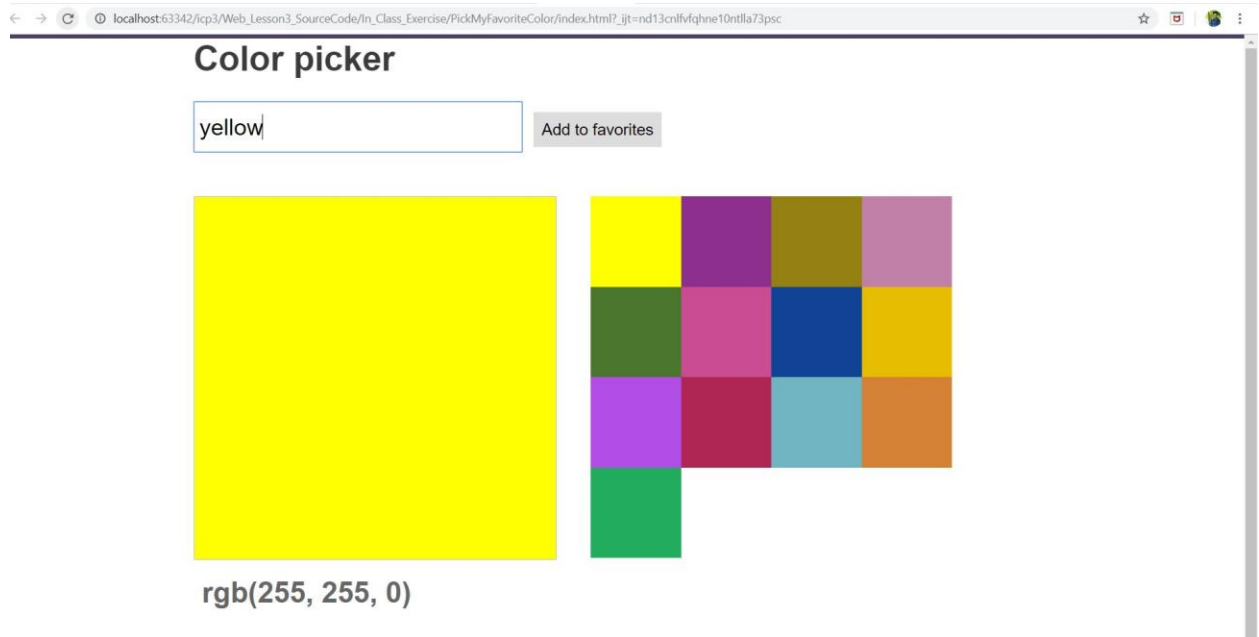 localhost:63342/icp3/Web_Lesson3_SourceCode/In_Class_Exercise/PickMyFavoriteColor/index.html?_ijt=nd13cnlfvfqhne10ntlla73psc
Color picker
yellow
Add to favorites
rgb(255, 255, 0)